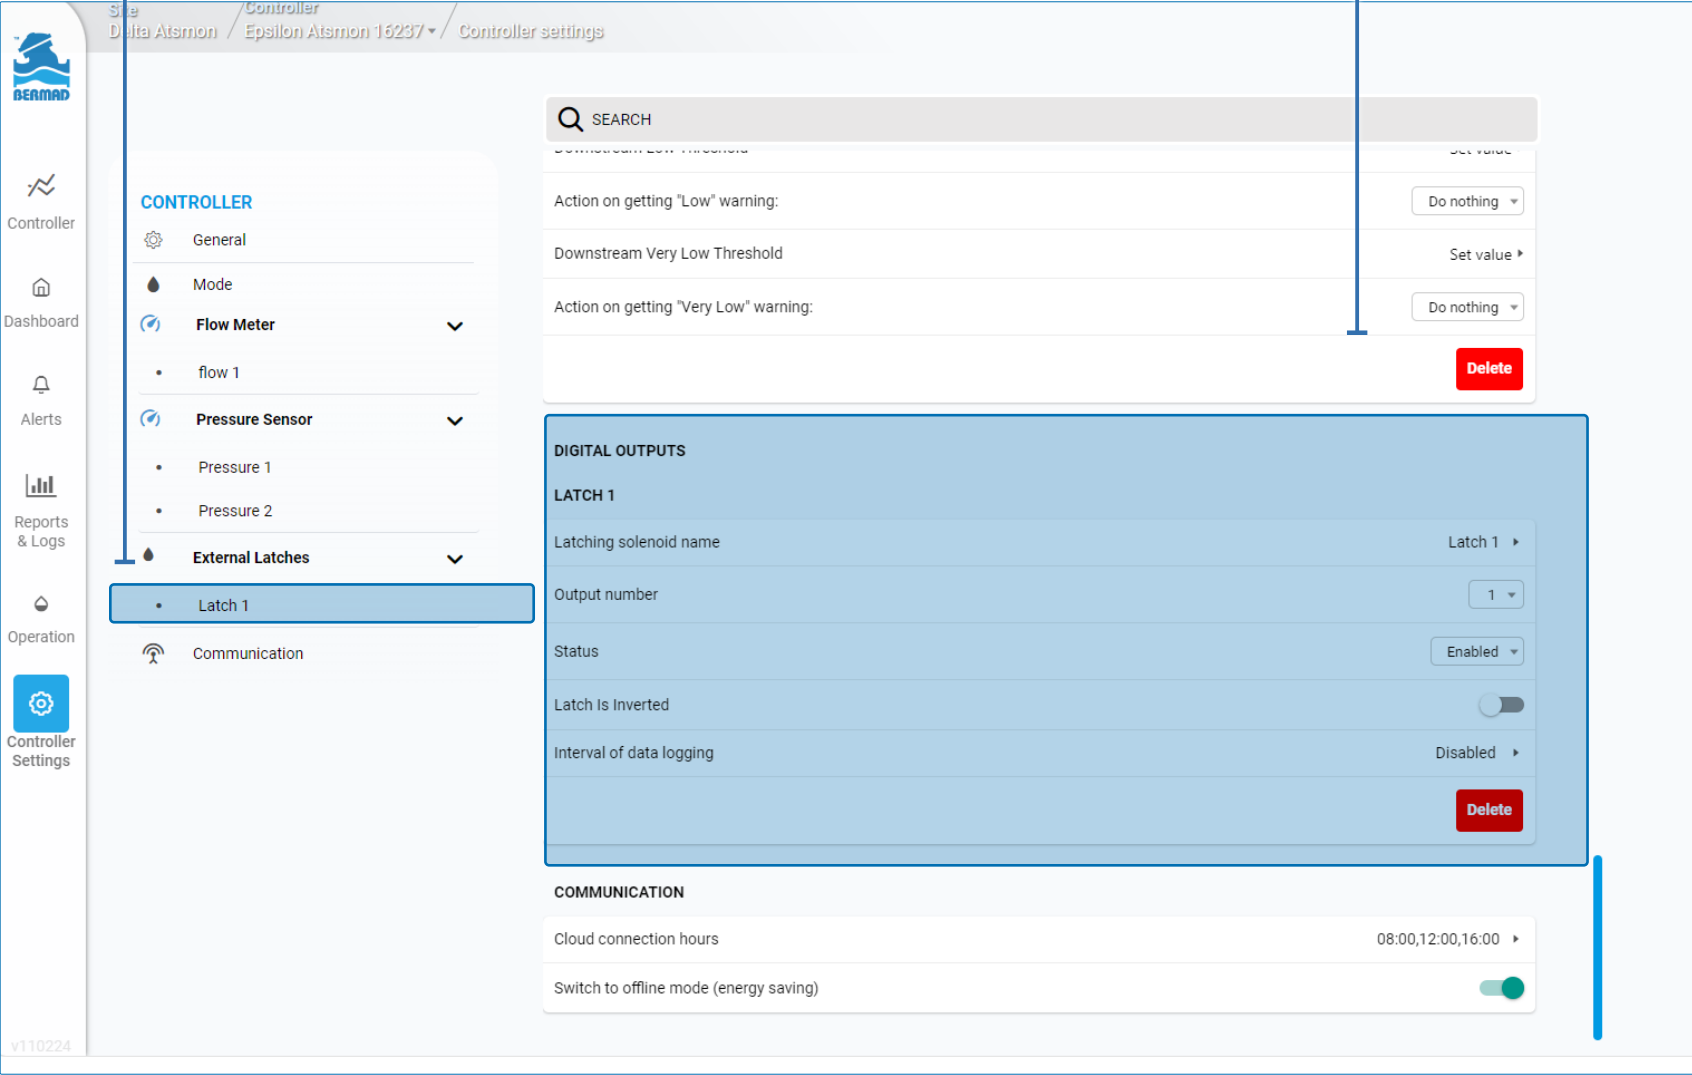 Site
Controller
Delta Atsmon / Epsilon Atsmon 16237 / Controller settings
BERMAD
SEARCH
Downstream Low Threshold Set value
Controller
CONTROLLER
Action on getting "Low" warning: Do nothing
General
Downstream Very Low Threshold Set value
Mode
Dashboard
Flow Meter
Action on getting "Very Low" warning: Do nothing
flow 1
Delete
Alerts
Pressure Sensor
Pressure 1
Pressure 2
Reports
& Logs
DIGITAL OUTPUTS
LATCH 1
Latching solenoid name Latch 1
External Latches
Latch 1
Output number 1
Operation
Communication
Status Enabled
Latch Is Inverted
Controller
Settings
Interval of data logging Disabled
Delete
COMMUNICATION
Cloud connection hours 08:00,12:00,16:00
Switch to offline mode (energy saving)
v110224